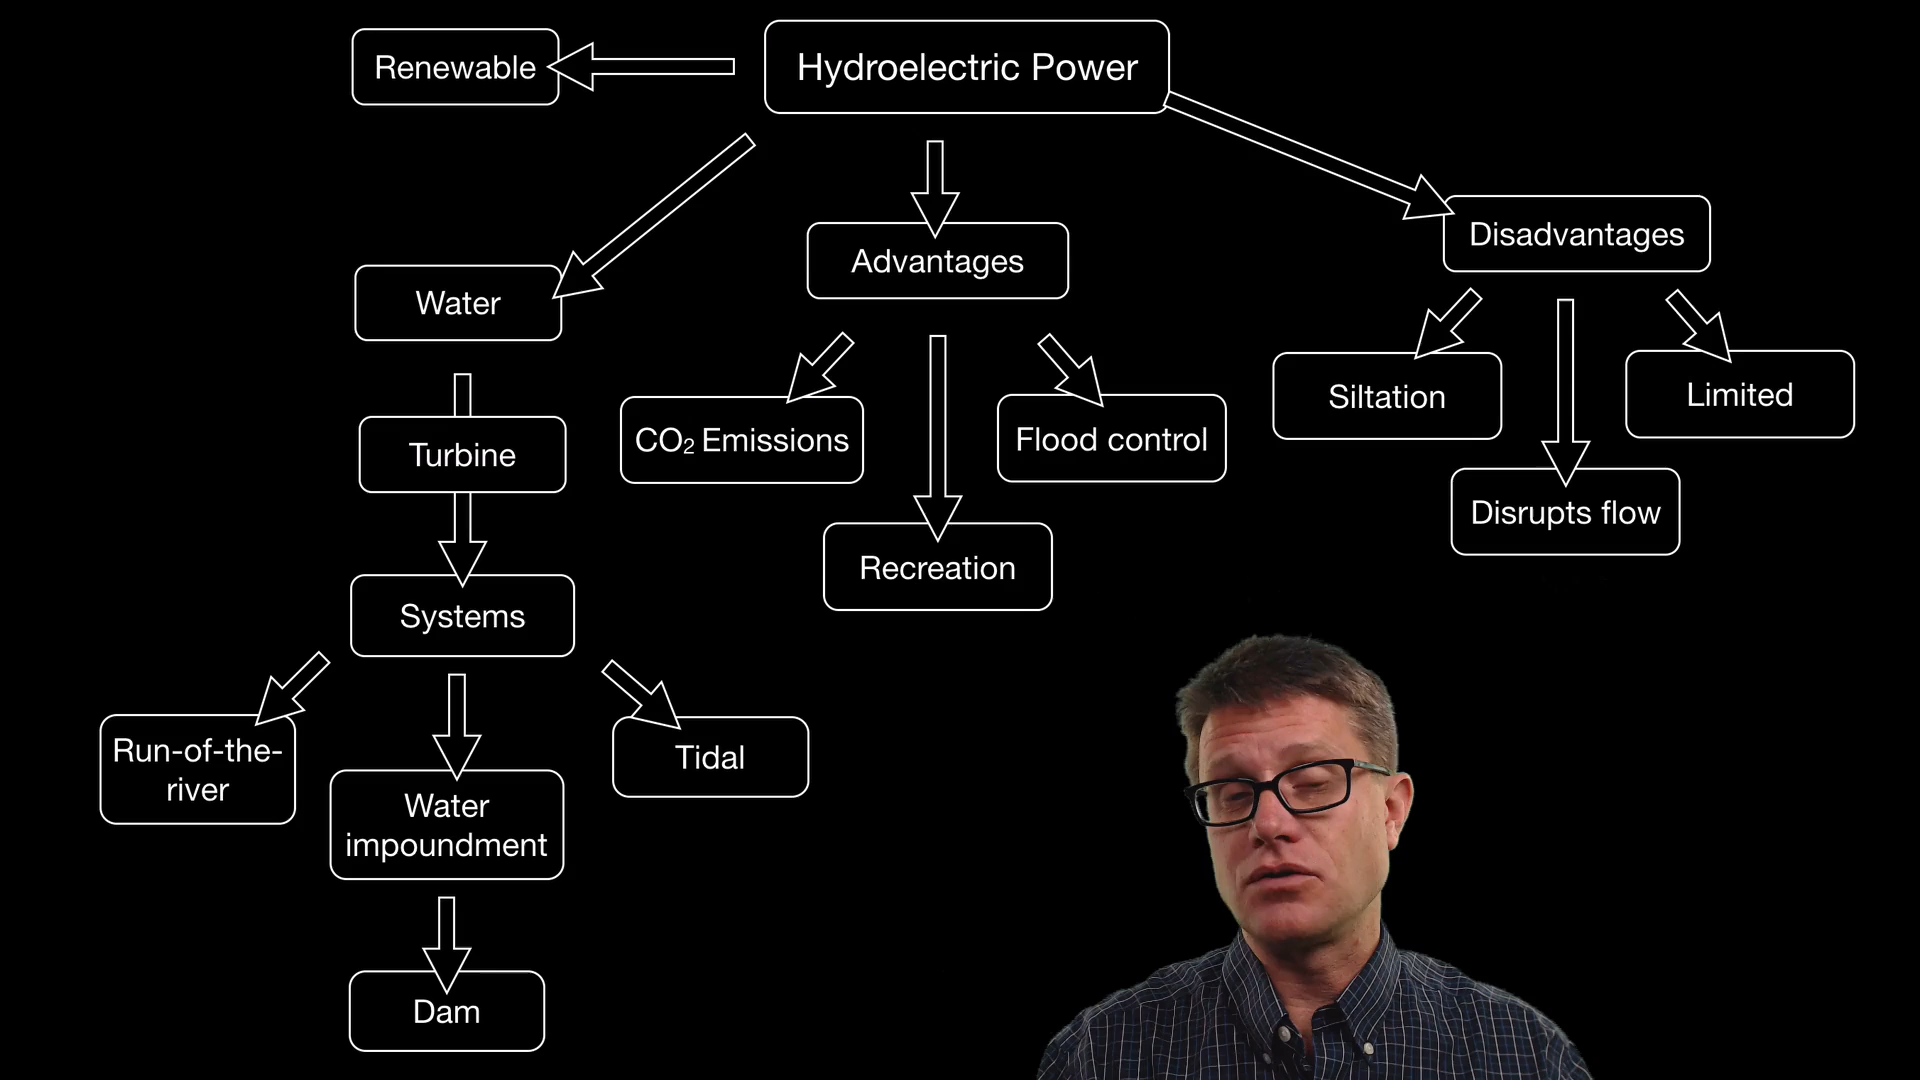 Renewable
Hydroelectric Power
Disadvantages
Advantages
Water
Siltation
Limited
CO₂ Emissions
Flood control
Turbine
Disrupts flow
Recreation
Systems
Run-of-the-
river
Tidal
Water
impoundment
Dam